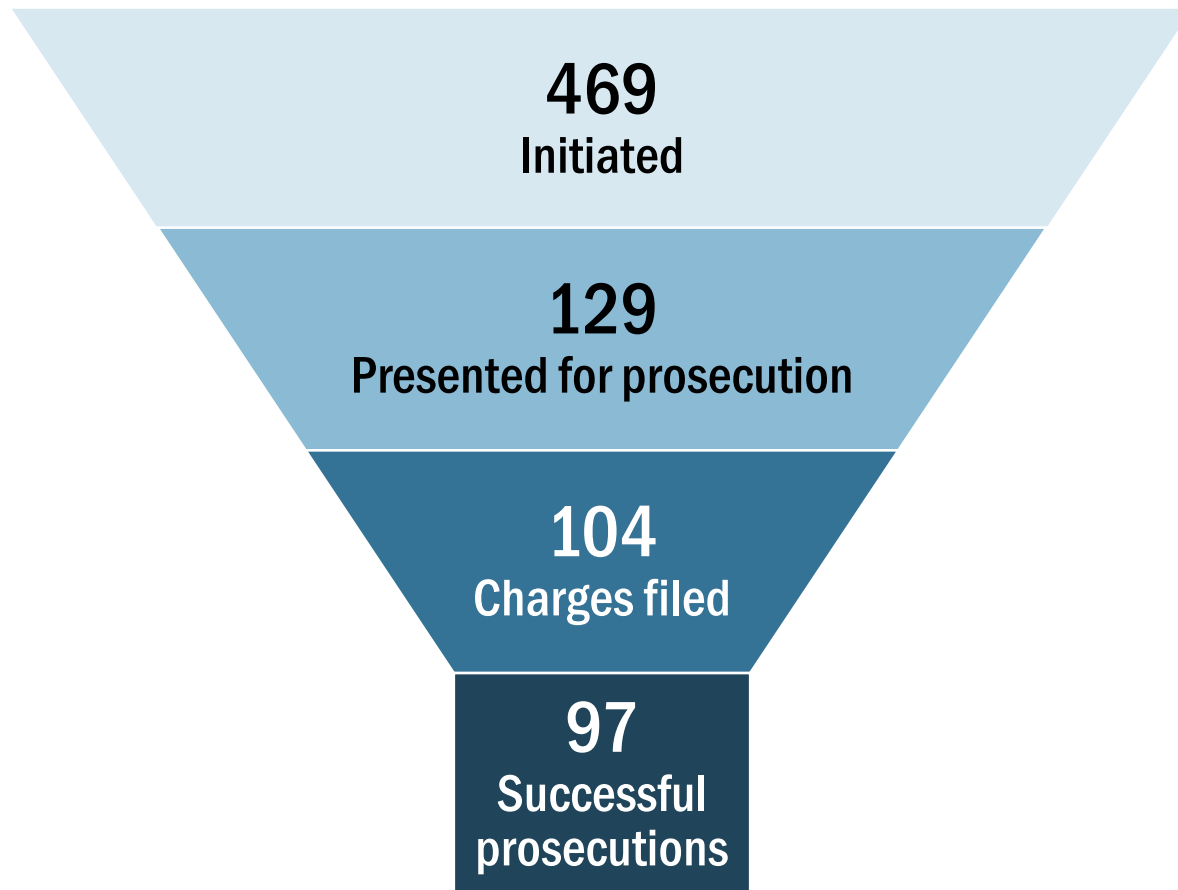 469
Initiated
129
Presented for prosecution
104
Charges filed
97
Successful
prosecutions